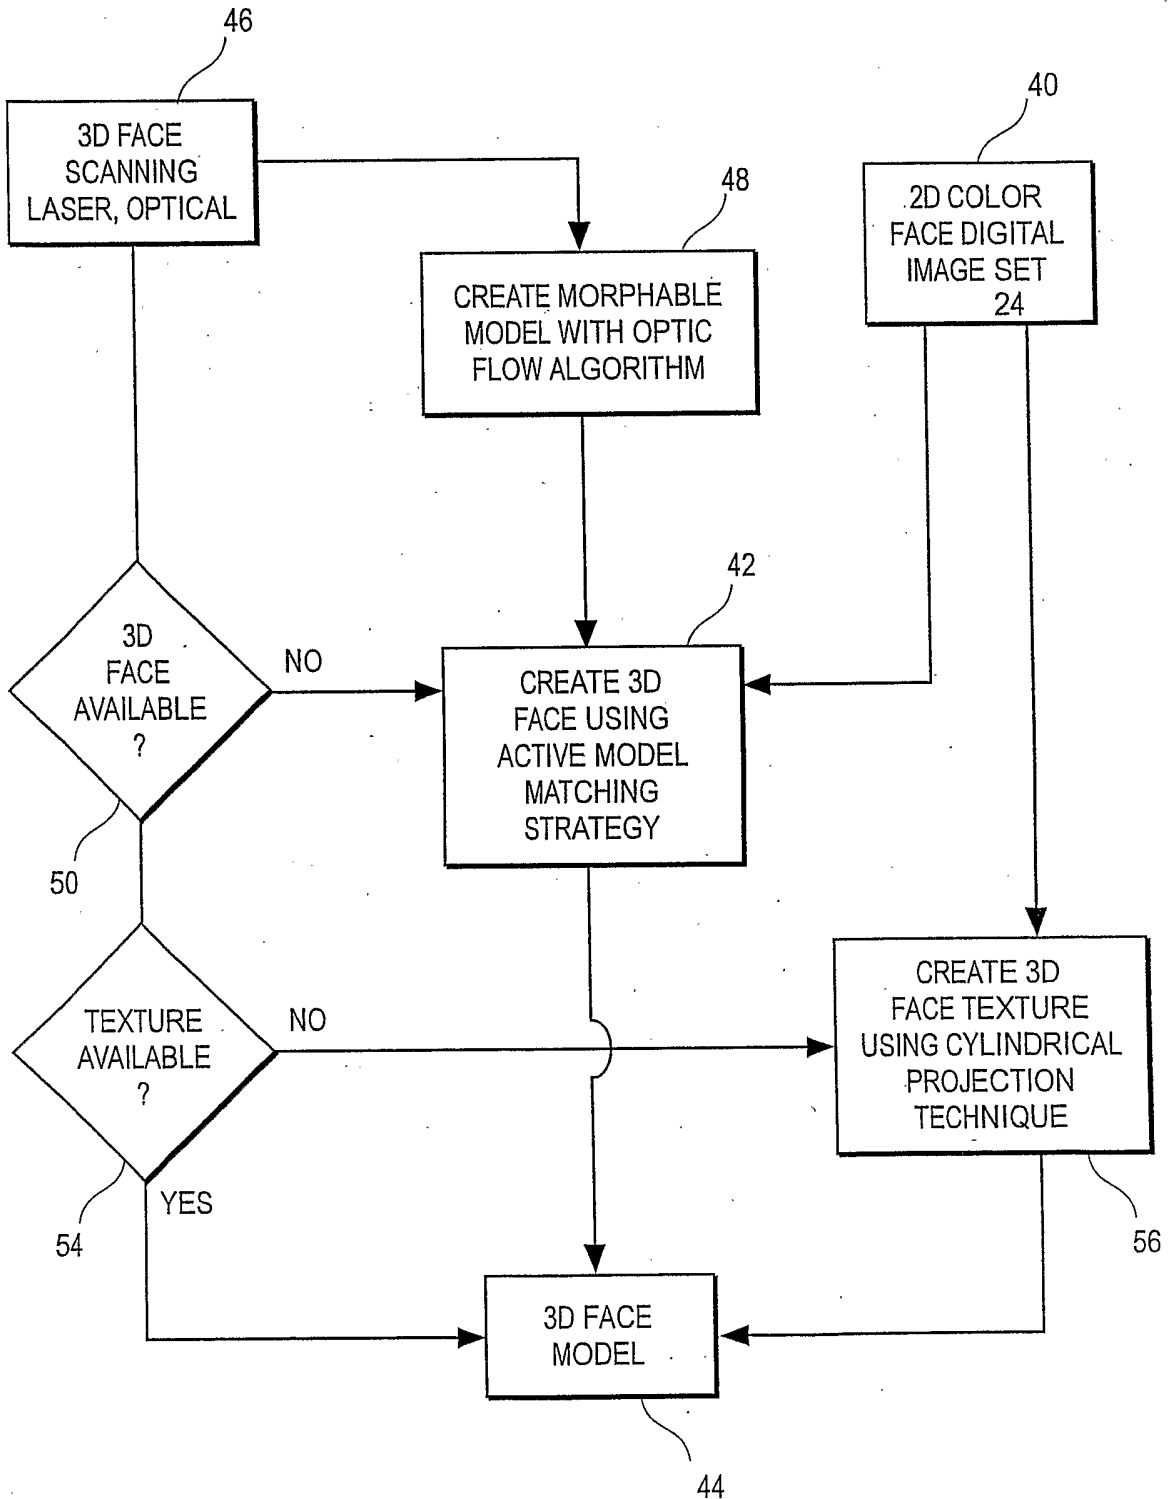 46
3D FACE
SCANNING
LASER, OPTICAL
40
2D COLOR
FACE DIGITAL
IMAGE SET
24
48
CREATE MORPHABLE
MODEL WITH OPTIC
FLOW ALGORITHM
42
3D
FACE
AVAILABLE
?
NO
50
CREATE 3D
FACE USING
ACTIVE MODEL
MATCHING
STRATEGY
TEXTURE
AVAILABLE
?
NO
YES
54
CREATE 3D
FACE TEXTURE
USING CYLINDRICAL
PROJECTION
TECHNIQUE
56
3D FACE
MODEL
44